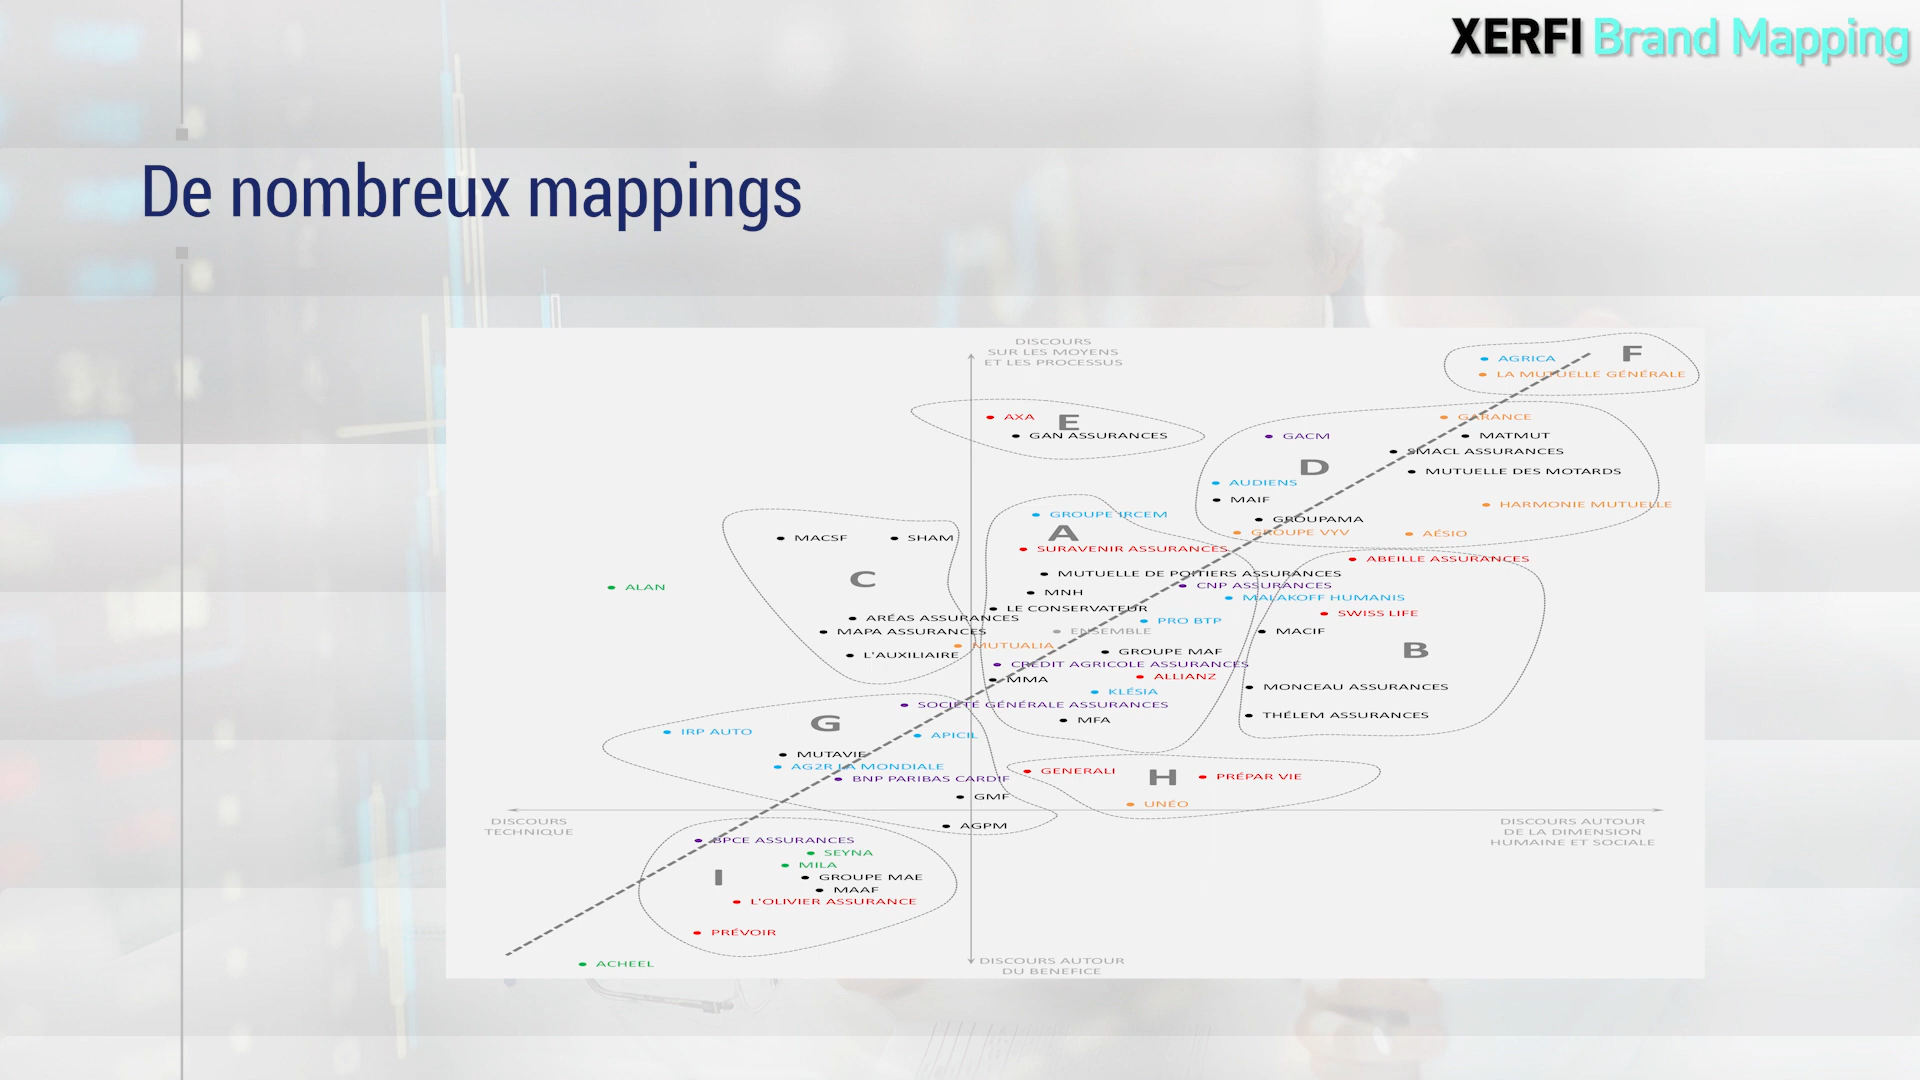 XERFI Brand Mapping
De nombreux mappings
DISCOURS
SUR LES MOYENS
ET LES PROCESSUS
F
AGRICA
LA MUTUELLE GÉNÉRALE
AXA
E
GAN ASSURANCES
GARANCE
GACM
MATMUT
SMACL ASSURANCES
D
MUTUELLE DES MOTARDS
AUDIENS
MAIF
HARMONIE MUTUELLE
GROUPE IRCEM
GROUPAMA
A
GROUPE VYV
AÉSIO
MACSF
SHAM
SURAVENIR ASSURANCES
ABEILLE ASSURANCES
MUTUELLE DE POITIERS ASSURANCES
C
ALAN
CNP ASSURANCES
MNH
MALAKOFF HUMANIS
LE CONSERVATEUR
SWISS LIFE
ARÉAS ASSURANCES
PRO BTP
MAPA ASSURANCES
ENSEMBLE
MACIF
MUTUALIA
B
L'AUXILIAIRE
GROUPE MAF
CRÉDIT AGRICOLE ASSURANCES
MMA
ALLIANZ
MONCEAU ASSURANCES
KLÉSIA
SOCIÉTÉ GÉNÉRALE ASSURANCES
THÉLEM ASSURANCES
G
MFA
IRP AUTO
APICIL
MUTAVIE
AG2R LA MONDIALE
GENERALI
H
PRÉPAR VIE
BNP PARIBAS CARDIF
GMF
UNÉO
DISCOURS
TECHNIQUE
AGPM
DISCOURS AUTOUR
DE LA DIMENSION
HUMAINE ET SOCIALE
BPCE ASSURANCES
SEYNA
MILA
I
GROUPE MAE
MAAF
L'OLIVIER ASSURANCE
PRÉVOIR
ACHEEL
DISCOURS AUTOUR
DU BENEFICE